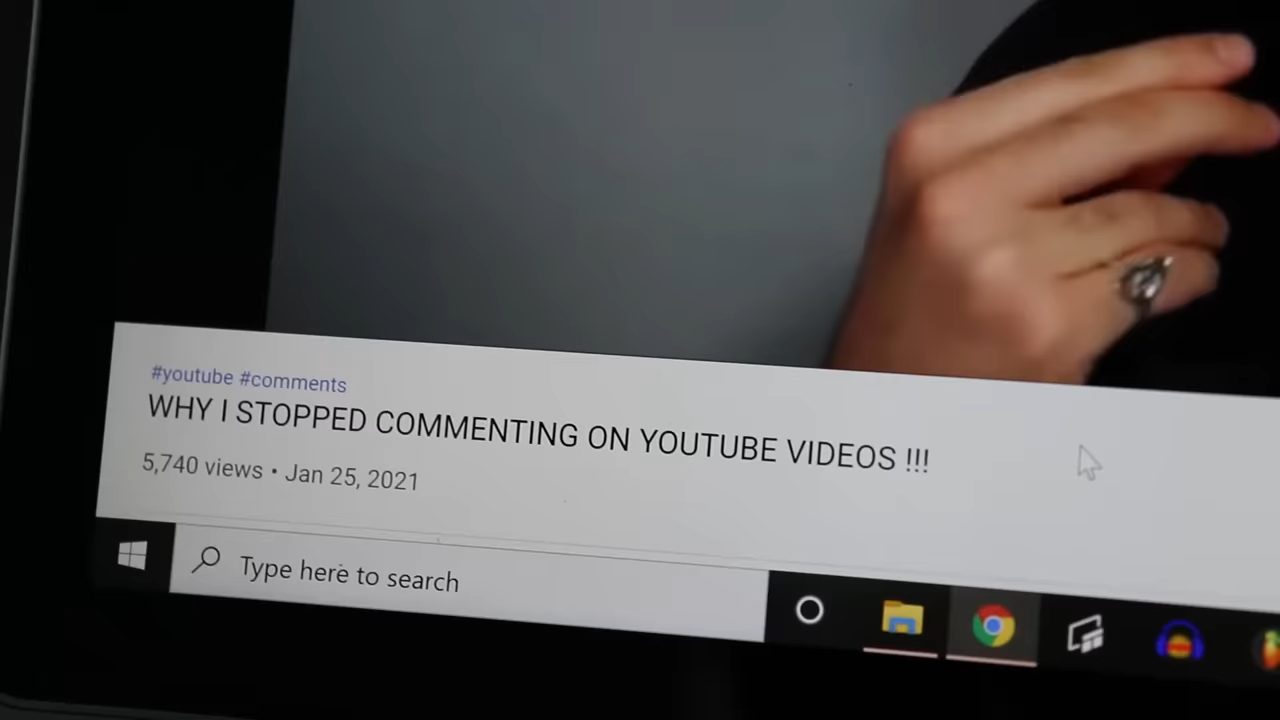 #youtube #comments
WHY I STOPPED COMMENTING ON YOUTUBE VIDEOS !!!
5,740 views • Jan 25, 2021
Type here to search